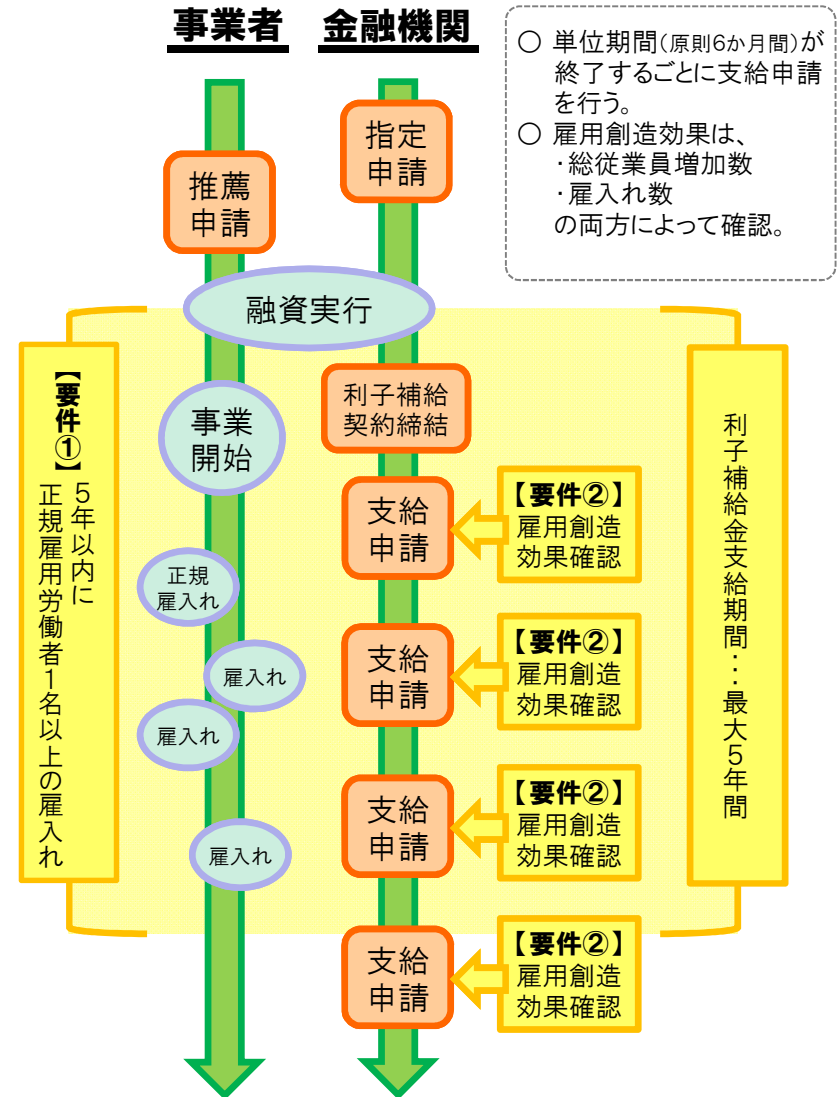 事業者 金融機関
○ 単位期間(原則6か月間)が
終了するごとに支給申請
を行う。
○ 雇用創造効果は、
・総従業員増加数
・雇入れ数
の両方によって確認。
指定
申請
推薦
申請
融資実行
【要件①】
5年以内に
正規雇用労働者1名以上の雇入れ
利子補給
契約締結
事業
開始
利子補給金支給期間…最大5年間
支給
申請
【要件②】
雇用創造
効果確認
正規
雇入れ
支給
申請
【要件②】
雇用創造
効果確認
雇入れ
雇入れ
支給
申請
【要件②】
雇用創造
効果確認
雇入れ
支給
申請
【要件②】
雇用創造
効果確認